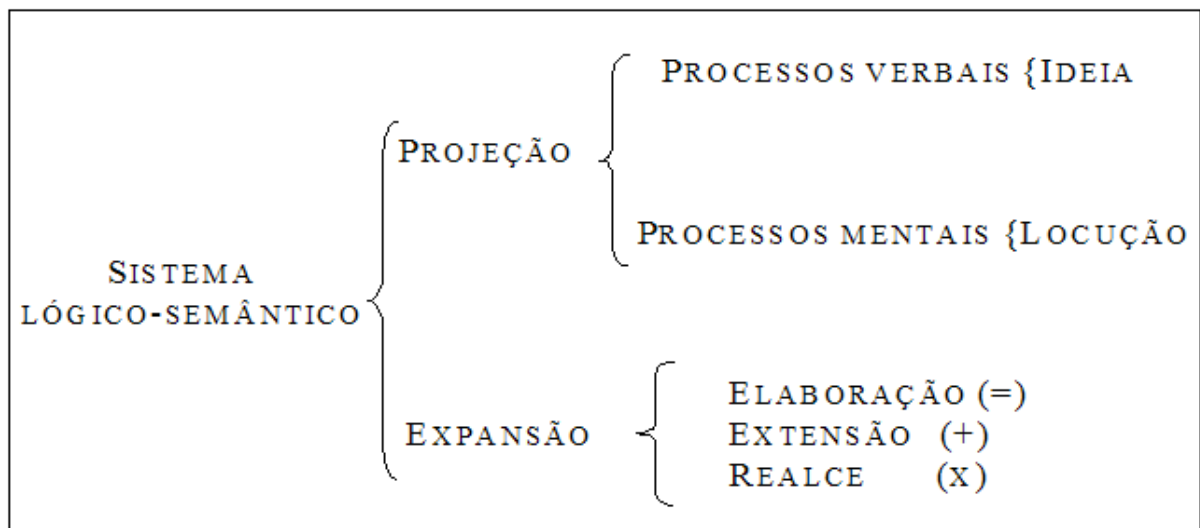 PROCESSOS VERBAIS {IDEIA
PROJEÇÃO
PROCESSOS MENTAIS {LOCUÇÃO
SISTEMA
LÓGICO-SEMÂNTICO
ELABORAÇÃO (=)
EXPANSÃO EXTENSÃO (+)
REALCE (X)